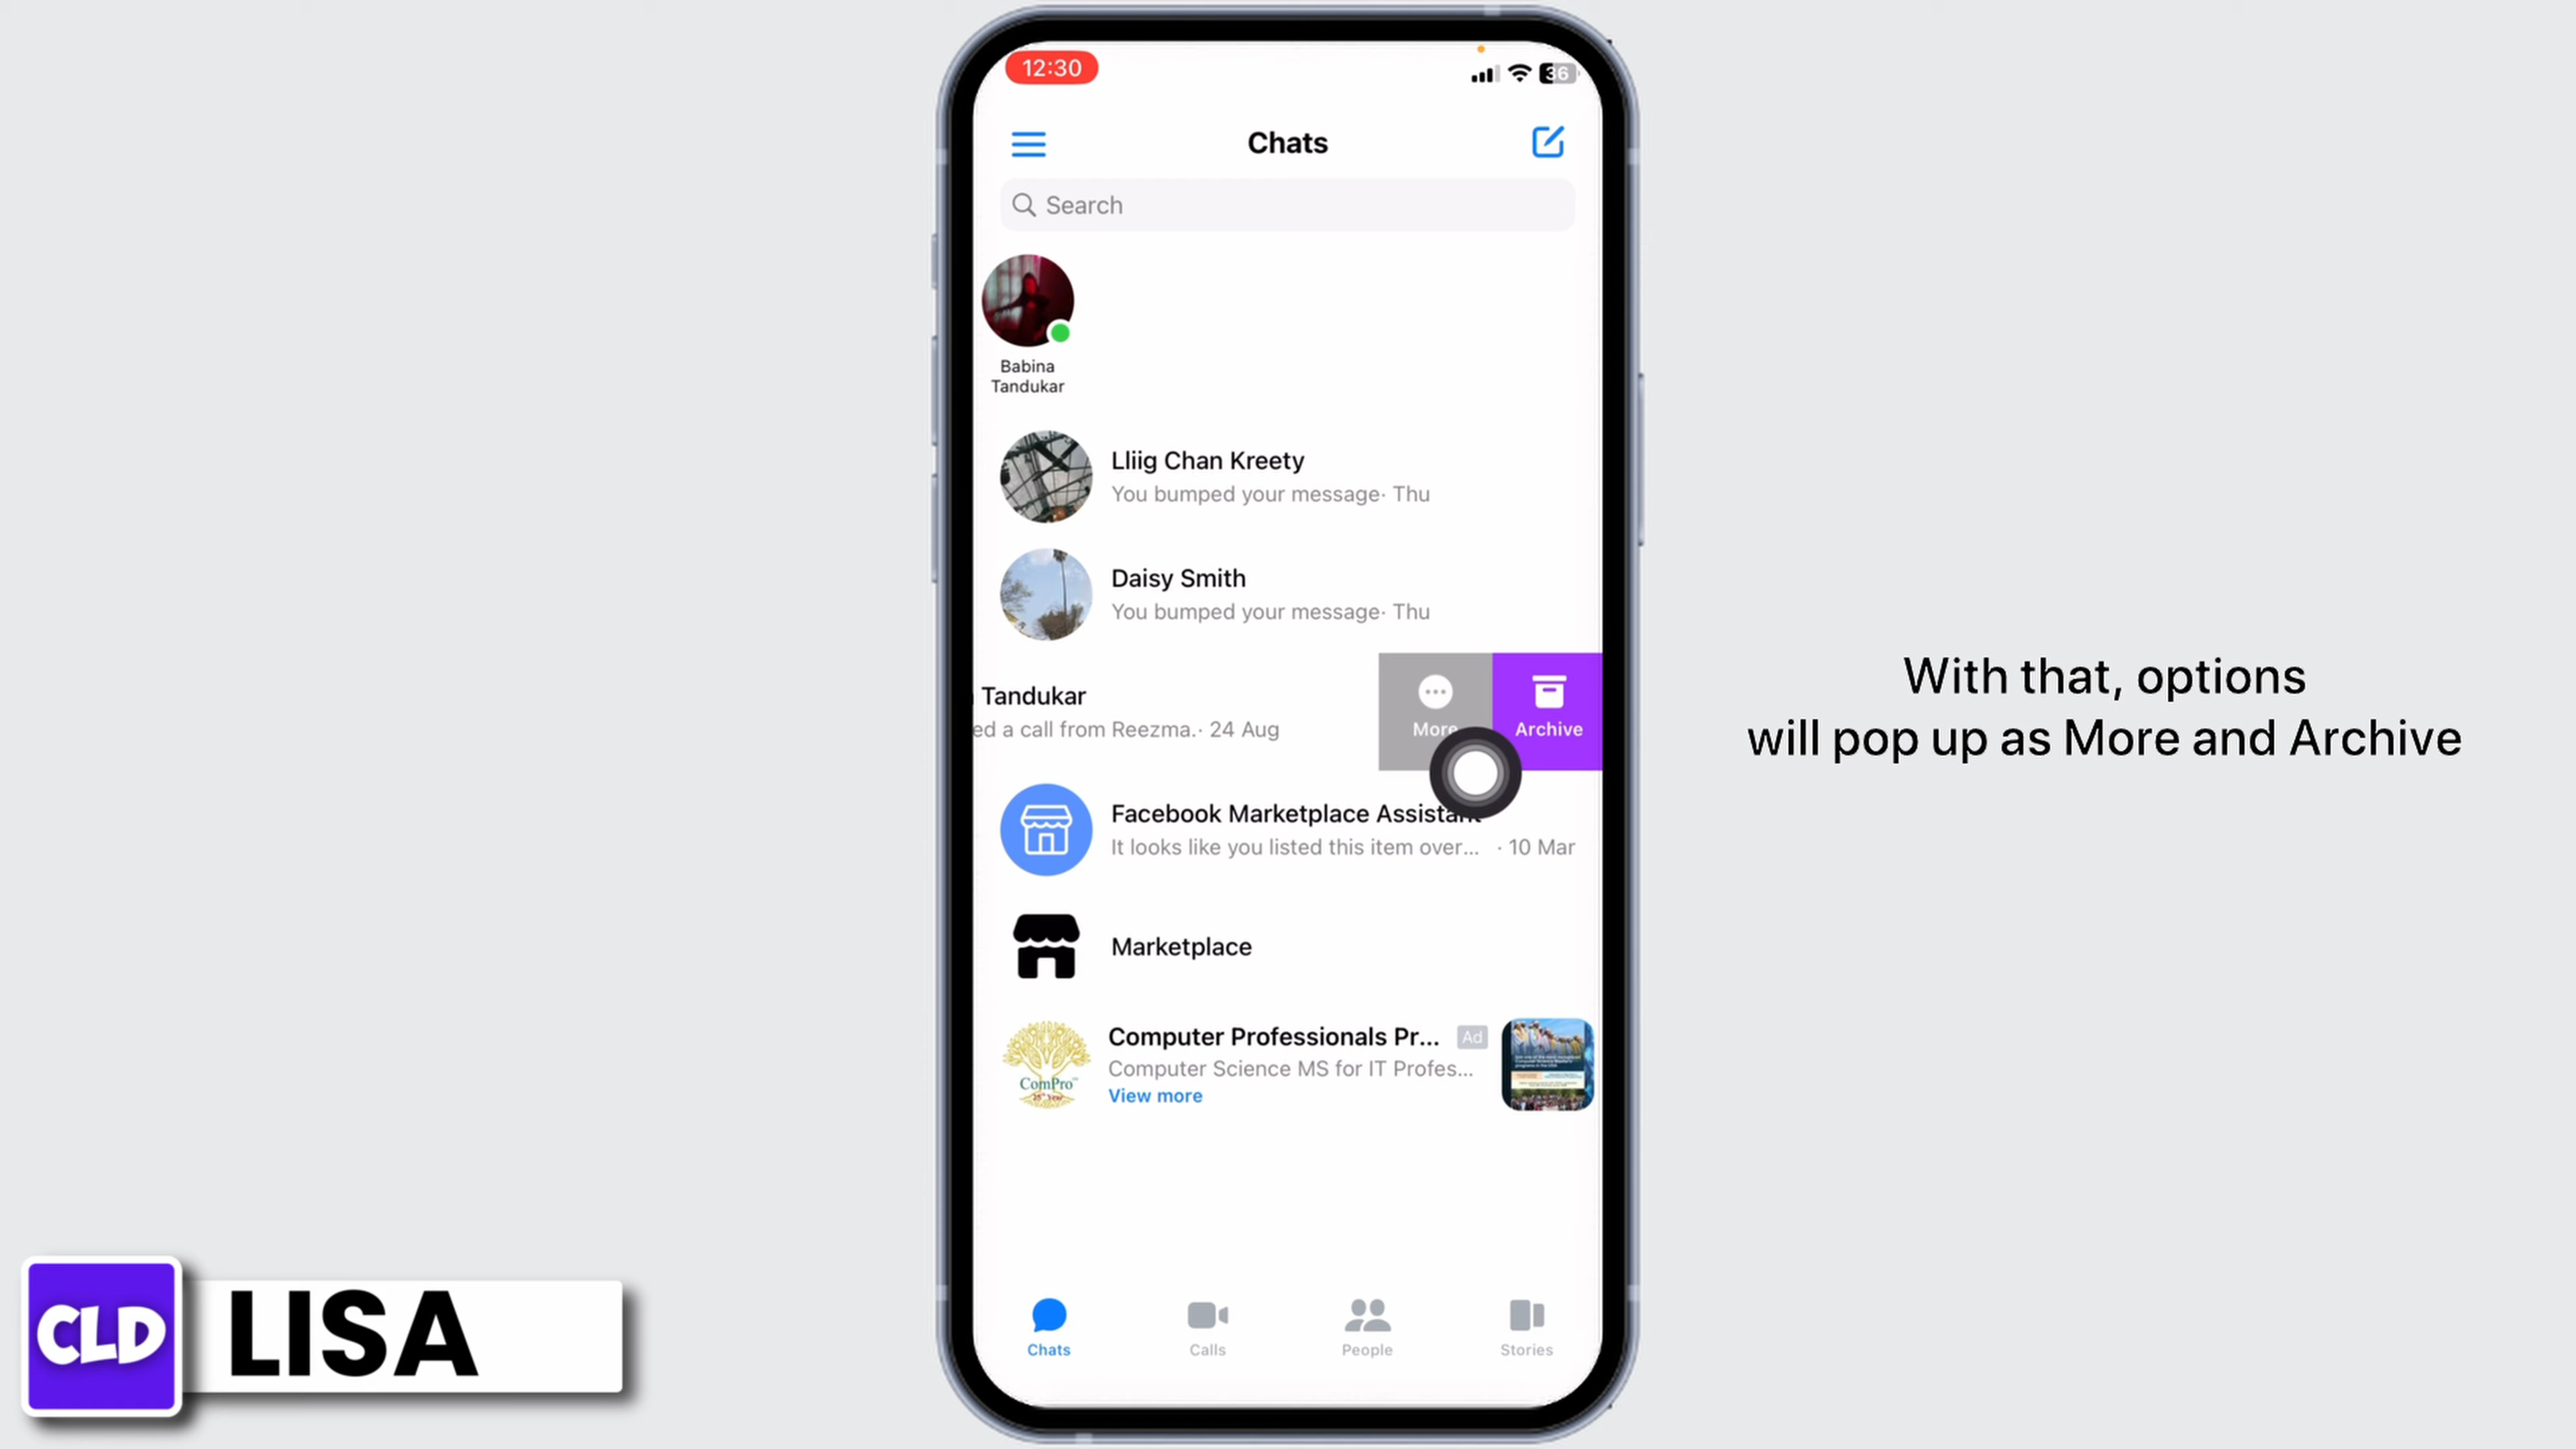 12:30
36
Chats
Search
Babina
Tandukar
Lliig Chan Kreety
You bumped your message· Thu
Daisy Smith
You bumped your message· Thu
Tandukar
ed a call from Reezma.· 24 Aug
More
Archive
With that, options
will pop up as More and Archive
Facebook Marketplace Assistant
It looks like you listed this item over... · 10 Mar
Marketplace
Computer Professionals Pr... Ad
Computer Science MS for IT Profes...
View more
ComPro
Chats
Calls
People
Stories
CLD
LISA